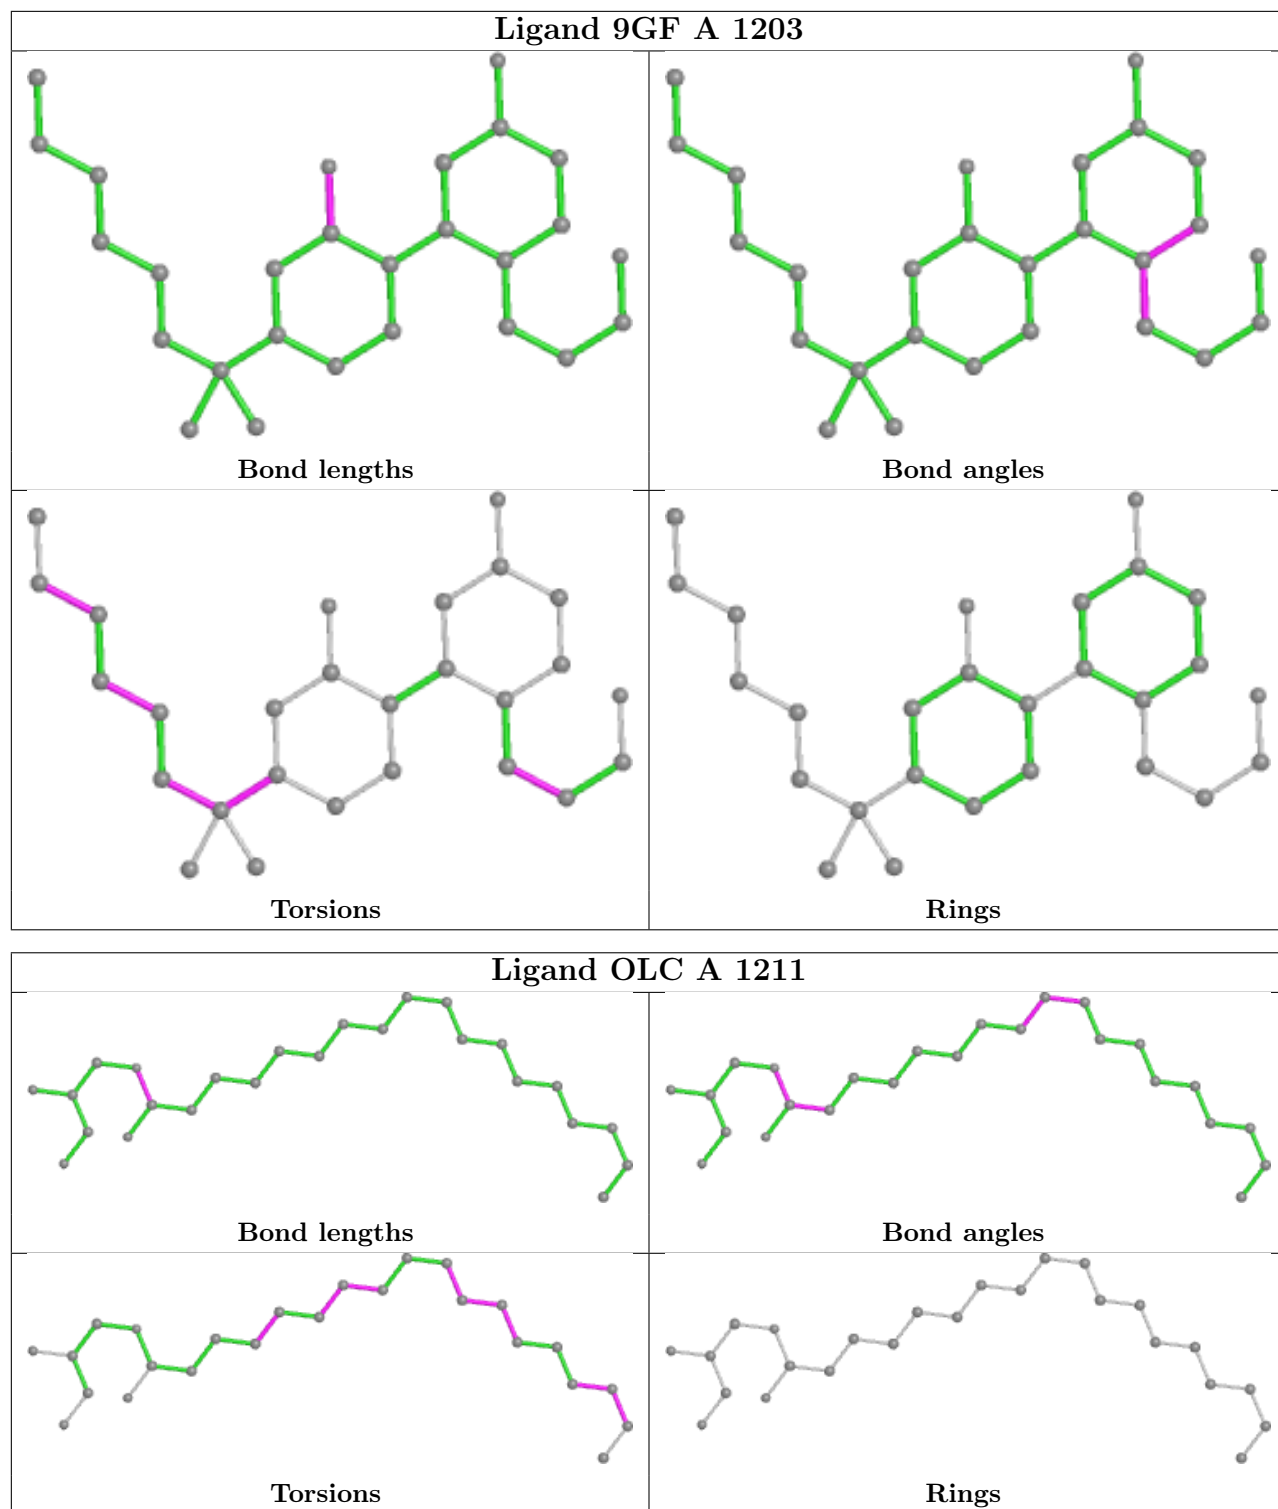 Ligand 9GF A 1203
Bond lengths
Bond angles
Torsions
Rings
Ligand OLC A 1211
Bond lengths
Bond angles
Torsions
Rings